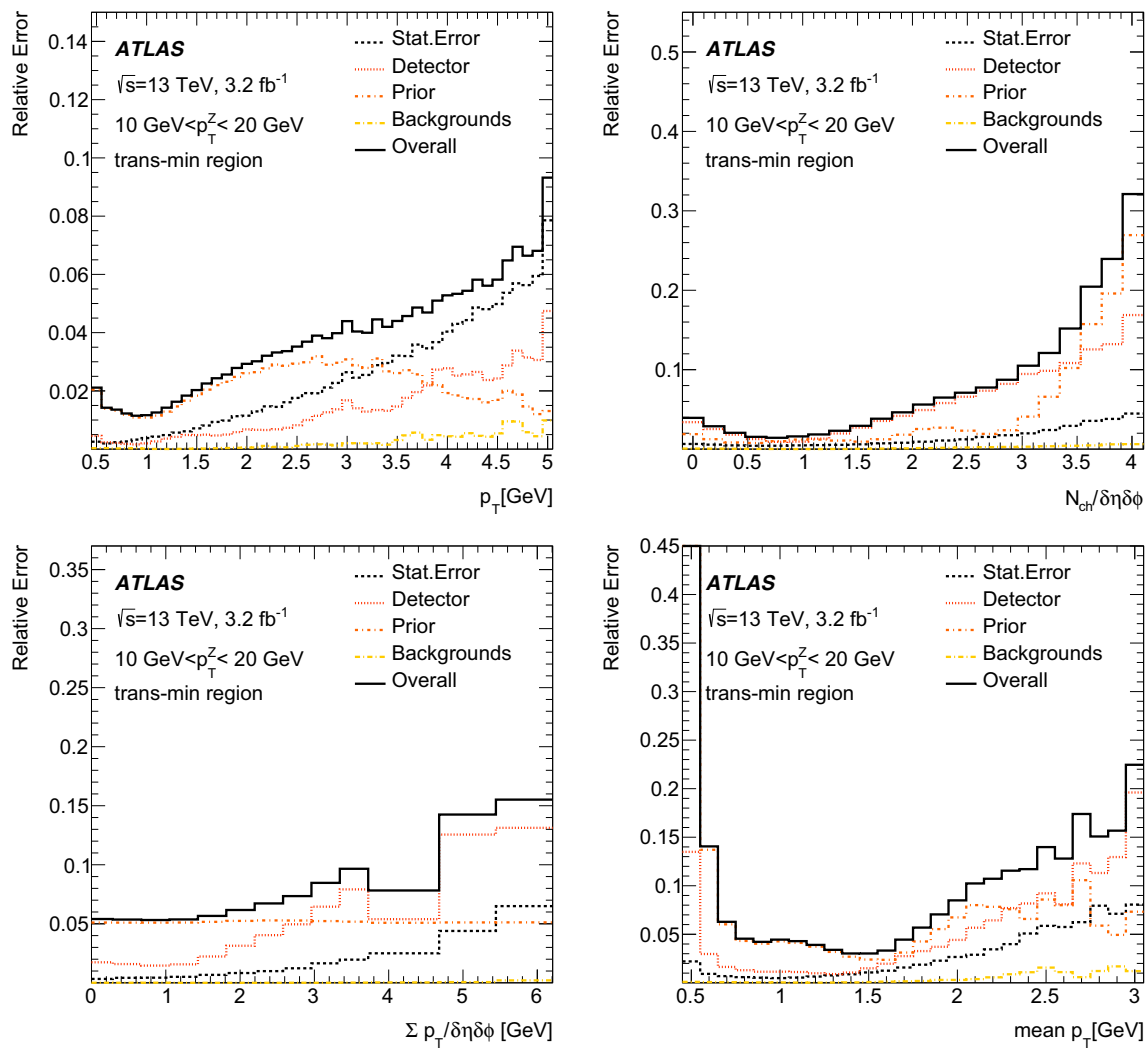 Relative Error
0.14
0.12
0.1
0.08
0.06
0.04
0.02
ATLAS
√s=13 TeV, 3.2 fb⁻¹
10 GeV<p_T^Z< 20 GeV
trans-min region
Stat.Error
Detector
Prior
Backgrounds
Overall
0.5 1 1.5 2 2.5 3 3.5 4 4.5 5
p_T[GeV]
Relative Error
0.5
0.4
0.3
0.2
0.1
ATLAS
√s=13 TeV, 3.2 fb⁻¹
10 GeV<p_T^Z< 20 GeV
trans-min region
Stat.Error
Detector
Prior
Backgrounds
Overall
0 0.5 1 1.5 2 2.5 3 3.5 4
N_ch/δηδϕ
Relative Error
0.35
0.3
0.25
0.2
0.15
0.1
0.05
ATLAS
√s=13 TeV, 3.2 fb⁻¹
10 GeV<p_T^Z< 20 GeV
trans-min region
Stat.Error
Detector
Prior
Backgrounds
Overall
0 1 2 3 4 5 6
Σ p_T/δηδϕ [GeV]
Relative Error
0.45
0.4
0.35
0.3
0.25
0.2
0.15
0.1
0.05
ATLAS
√s=13 TeV, 3.2 fb⁻¹
10 GeV<p_T^Z< 20 GeV
trans-min region
Stat.Error
Detector
Prior
Backgrounds
Overall
0.5 1 1.5 2 2.5 3
mean p_T[GeV]